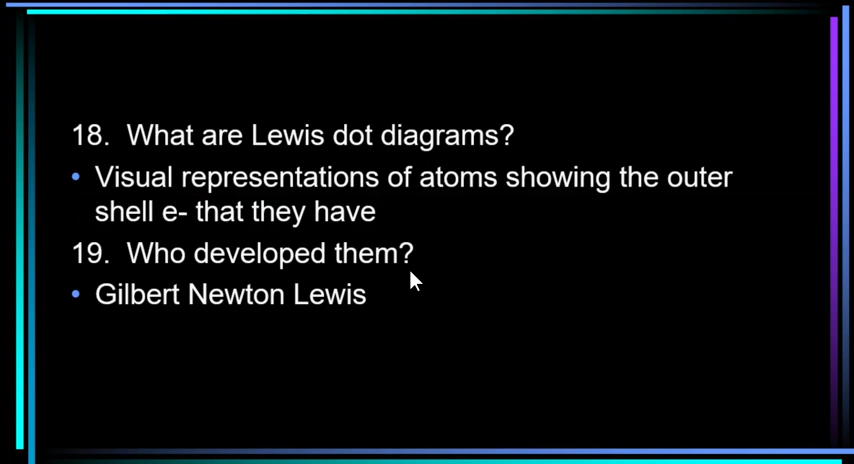 18. What are Lewis dot diagrams?
• Visual representations of atoms showing the outer
shell e- that they have
19. Who developed them?
• Gilbert Newton Lewis